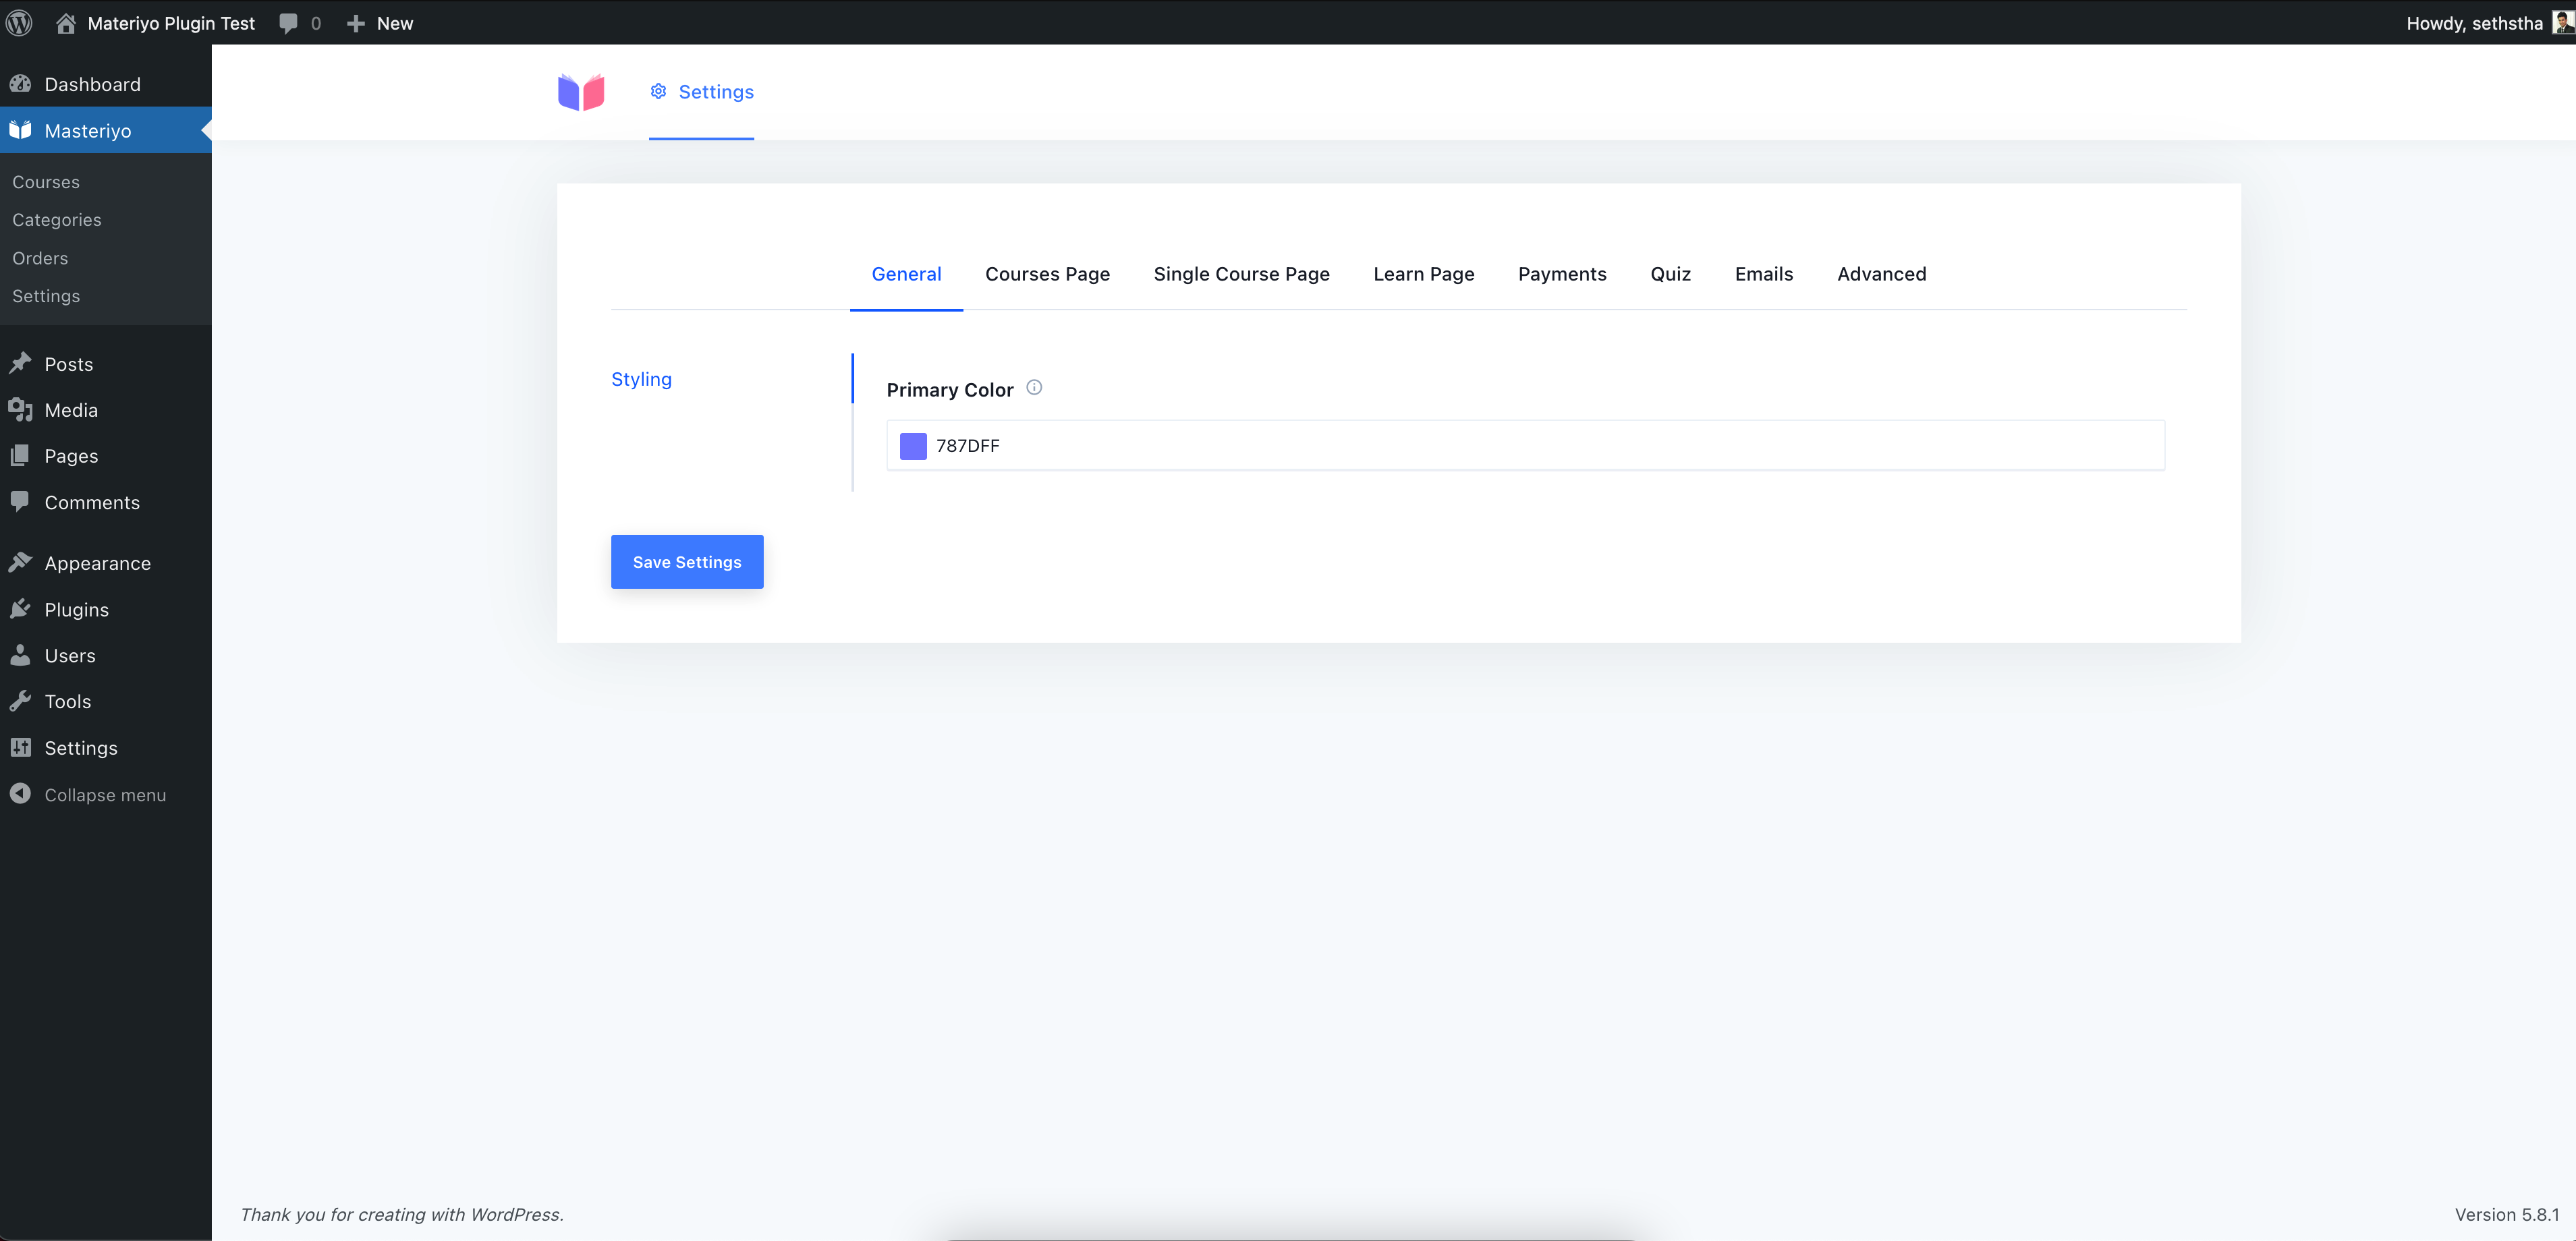 Materiyo Plugin Test 0 New
Howdy, sethstha
Dashboard
Masteriyo
Courses
Categories
Orders
Settings
Posts
Media
Pages
Comments
Appearance
Plugins
Users
Tools
Settings
Collapse menu
Settings
General Courses Page Single Course Page Learn Page Payments Quiz Emails Advanced
Styling
Primary Color
787DFF
Save Settings
Thank you for creating with WordPress.
Version 5.8.1